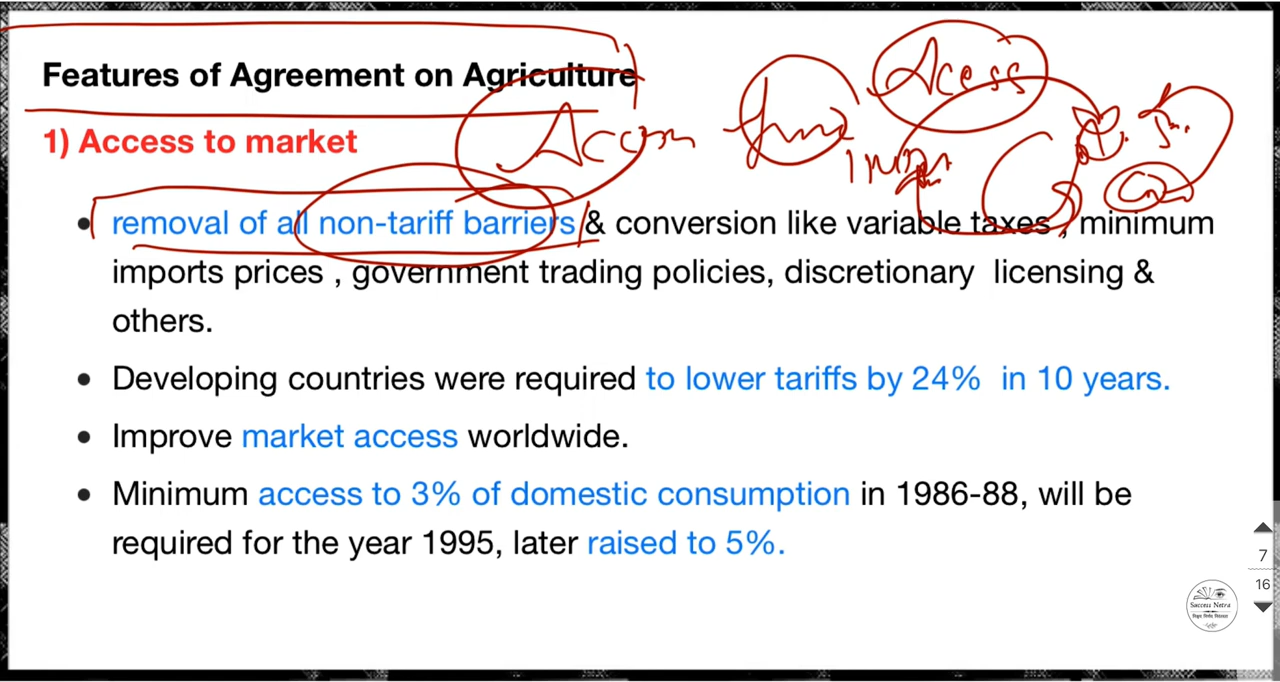 Features of Agreement on Agriculture
Acess
1) Access to market
Access
• removal of all non-tariff barriers & conversion like variable taxes , minimum
imports prices , government trading policies, discretionary licensing &
others.
• Developing countries were required to lower tariffs by 24% in 10 years.
• Improve market access worldwide.
• Minimum access to 3% of domestic consumption in 1986-88, will be
required for the year 1995, later raised to 5%.
7
16
Success Netra